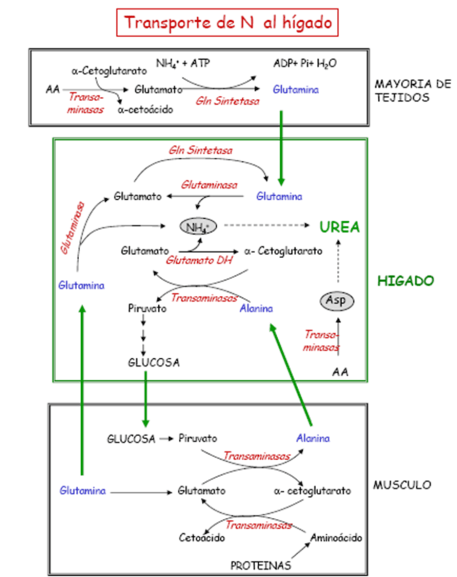 Transporte de N al hígado
NH₄⁺ + ATP
ADP+ Pi+ H₂O
α-Cetoglutarato
AA
Glutamato
Glutamina
Transa-
minasas
Gln Sintetasa
α-cetoácido
MAYORIA DE
TEJIDOS
Gln Sintetasa
Glutaminasa
Glutamato
Glutamina
Glutaminasa
NH₄⁺
UREA
Glutamato
α- Cetoglutarato
Glutamato DH
HIGADO
Glutamina
Transaminasas
Asp
Piruvato
Alanina
Transa-
minasas
GLUCOSA
AA
GLUCOSA
Piruvato
Alanina
Transaminasas
MUSCULO
Glutamina
Glutamato
α- cetoglutarato
Transaminasas
Cetoácido
Aminoácido
PROTEINAS